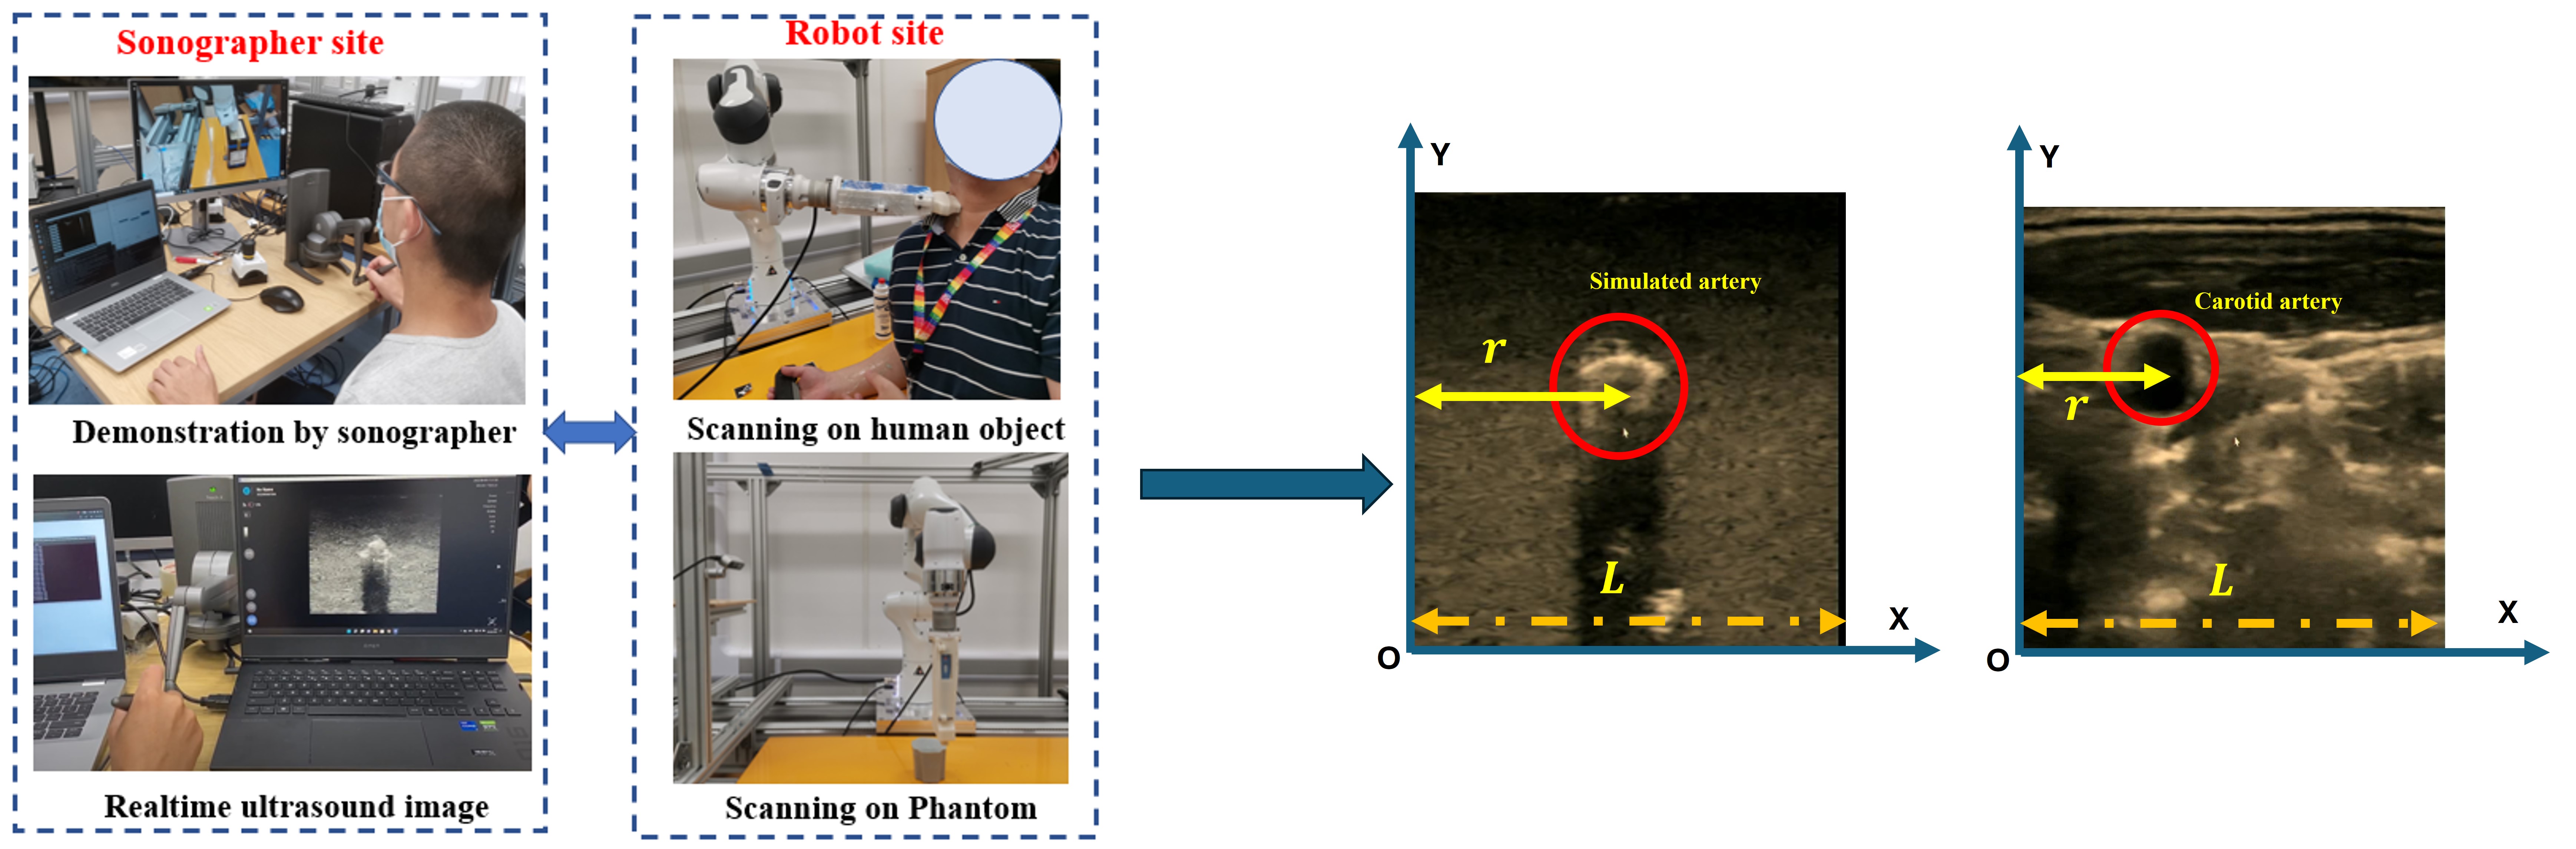 Sonographer site
Demonstration by sonographer
Realtime ultrasound image
Robot site
Scanning on human object
Scanning on Phantom
Y
Simulated artery
r
L
X
O
Y
Carotid artery
r
L
X
O